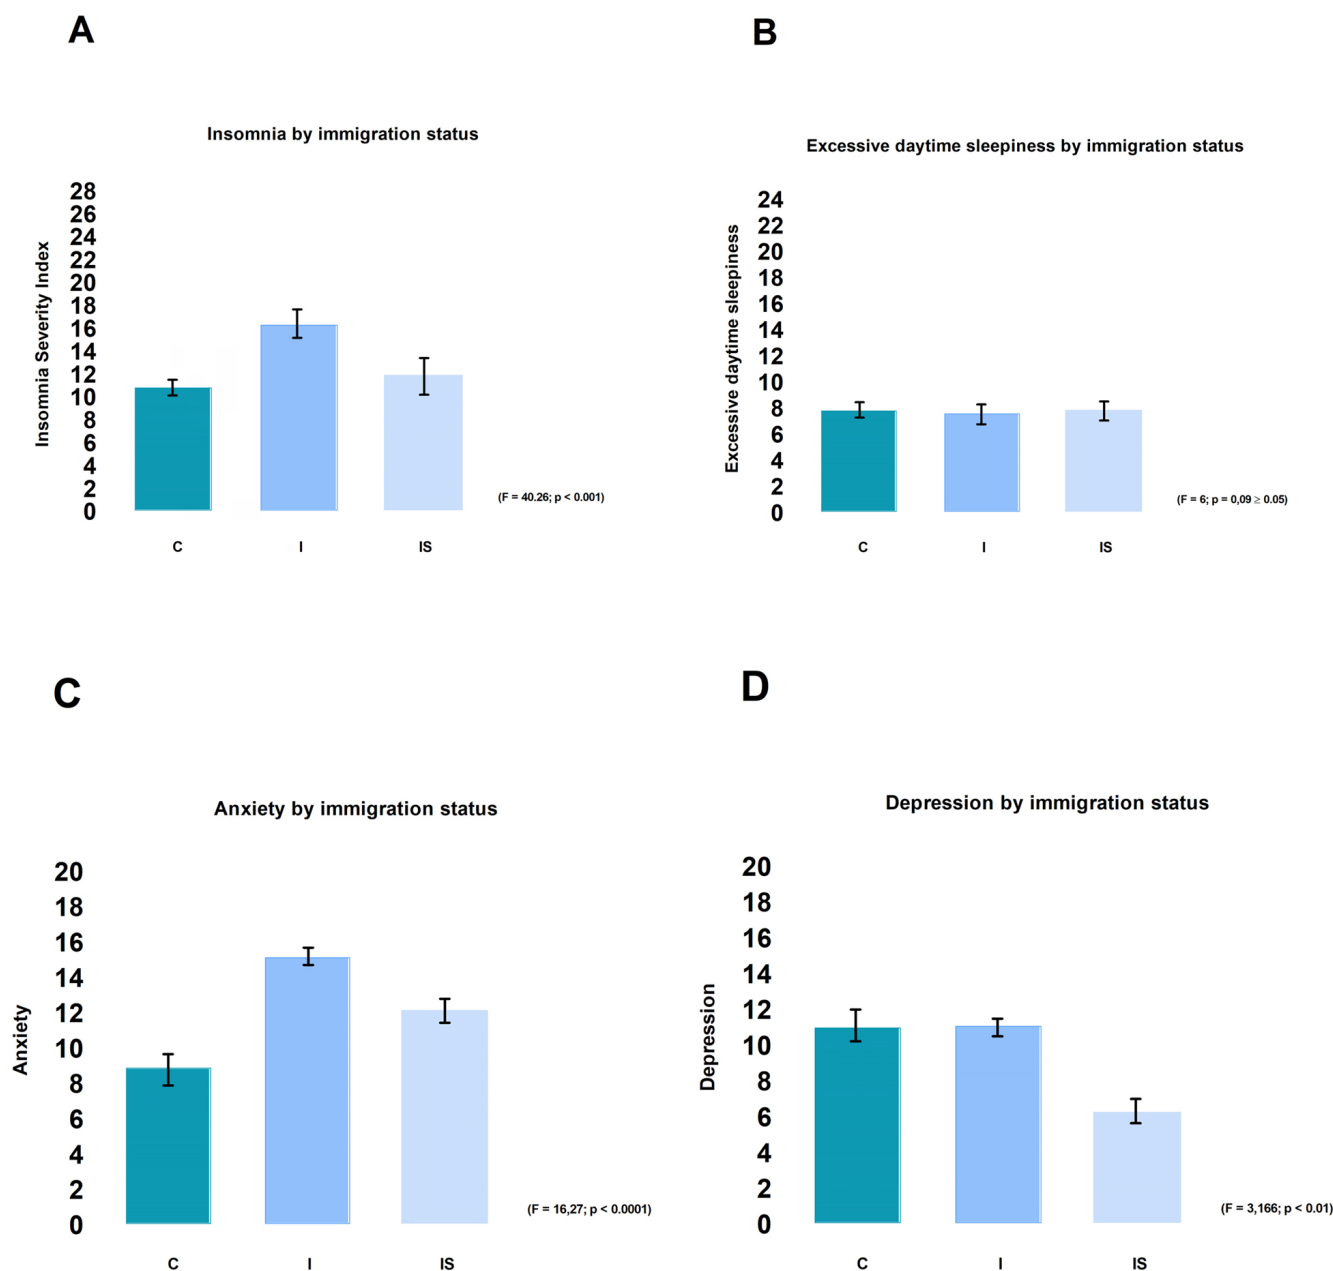 A
Insomnia by immigration status
Insomnia Severity Index
28
26
24
22
20
18
16
14
12
10
8
6
4
2
0
C I IS
(F = 40.26; p < 0.001)
B
Excessive daytime sleepiness by immigration status
Excessive daytime sleepiness
24
22
20
18
16
14
12
10
8
6
4
2
0
C I IS
(F = 6; p = 0,09 ≥ 0.05)
C
Anxiety by immigration status
Anxiety
20
18
16
14
12
10
8
6
4
2
0
C I IS
(F = 16,27; p < 0.0001)
D
Depression by immigration status
Depression
20
18
16
14
12
10
8
6
4
2
0
C I IS
(F = 3,166; p < 0.01)